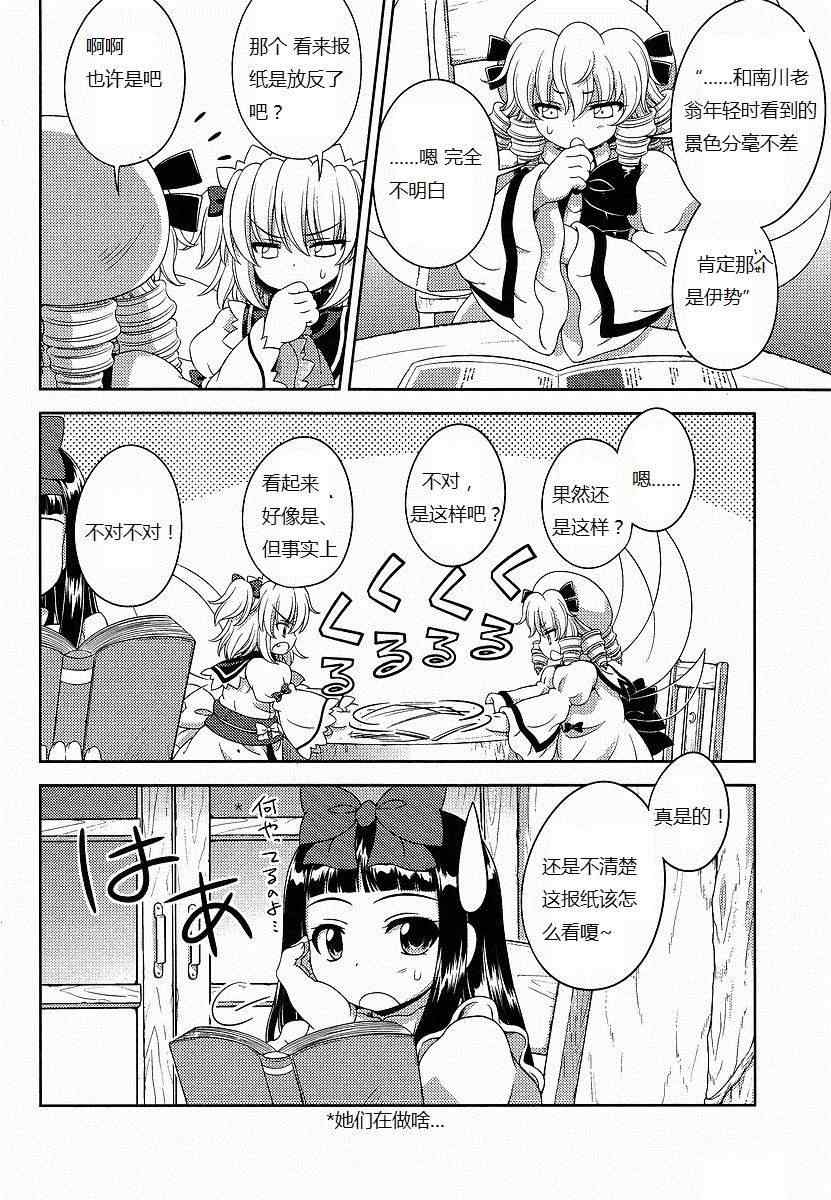 “……和南川老
翁年轻时看到的
景色分毫不差
肯定那个
是伊势”
……嗯 完全
不明白
那个 看来报
纸是放反了
吧？
啊啊
也许是吧
嗯……
果然还
是这样？
不对，
是这样吧？
看起来
好像是、
但事实上
不对不对！
くるくるくるくる
真是的！
还是不清楚
这报纸该怎
么看嘎~
*何やってるのよ…
はあ
*她们在做啥…